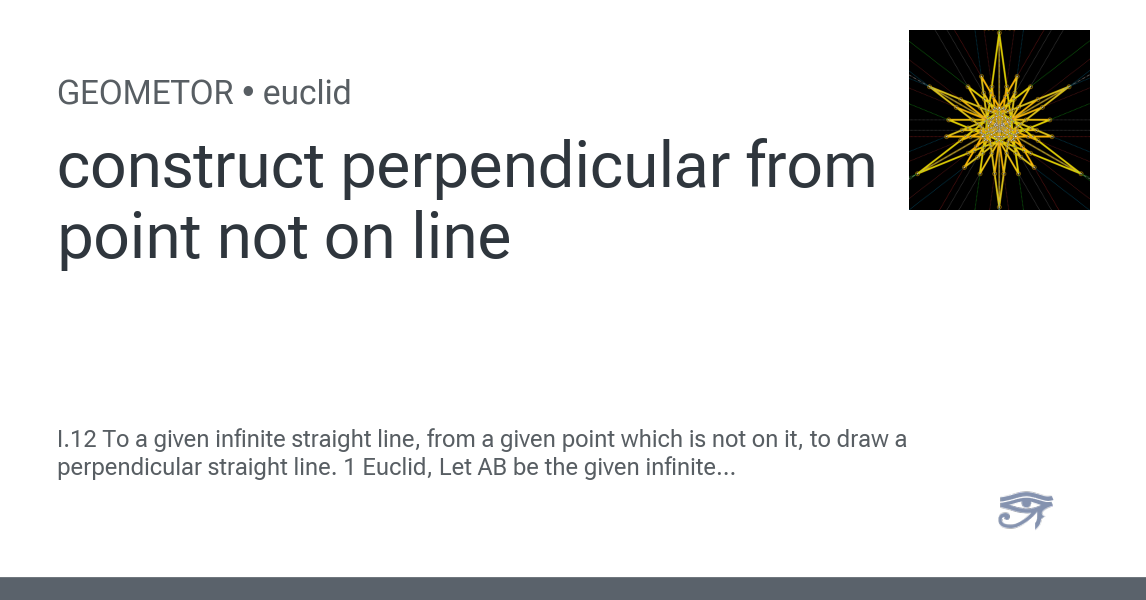 GEOMETOR • euclid
construct perpendicular from
point not on line
I.12 To a given infinite straight line, from a given point which is not on it, to draw a
perpendicular straight line. 1 Euclid, Let AB be the given infinite...